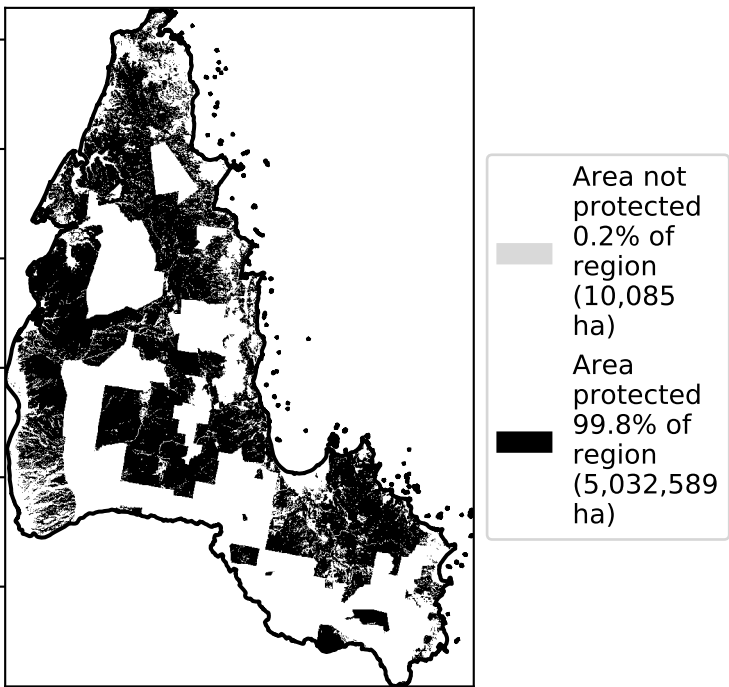 Area not
protected
0.2% of
region
(10,085
ha)
Area
protected
99.8% of
region
(5,032,589
ha)